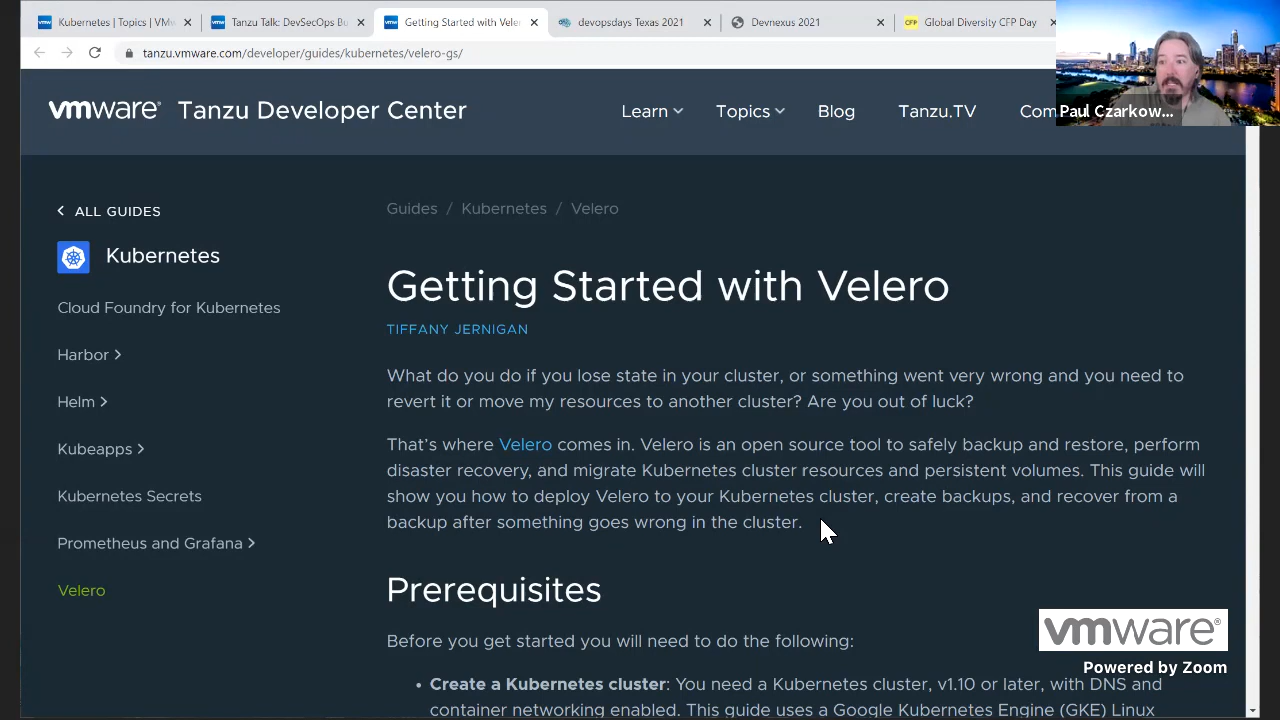 Kubernetes | Topics | VM
Tanzu Talk: DevSecOps Bu
Getting Started with Veler
devopsdays Texas 2021
Devnexus 2021
CFP
Global Diversity CFP Day
tanzu.vmware.com/developer/guides/kubernetes/velero-gs/
Paul Czarkow...
vmware® Tanzu Developer Center
Learn
Topics
Blog
Tanzu.TV
Com
ALL GUIDES
Kubernetes
Cloud Foundry for Kubernetes
Harbor >
Helm >
Kubeapps >
Kubernetes Secrets
Prometheus and Grafana >
Velero
Guides / Kubernetes / Velero
Getting Started with Velero
TIFFANY JERNIGAN
What do you do if you lose state in your cluster, or something went very wrong and you need to
revert it or move my resources to another cluster? Are you out of luck?
That's where Velero comes in. Velero is an open source tool to safely backup and restore, perform
disaster recovery, and migrate Kubernetes cluster resources and persistent volumes. This guide will
show you how to deploy Velero to your Kubernetes cluster, create backups, and recover from a
backup after something goes wrong in the cluster.
Prerequisites
Before you get started you will need to do the following:
• Create a Kubernetes cluster: You need a Kubernetes cluster, v1.10 or later, with DNS and
container networking enabled. This guide uses a Google Kubernetes Engine (GKE) Linux
vmware®
Powered by Zoom